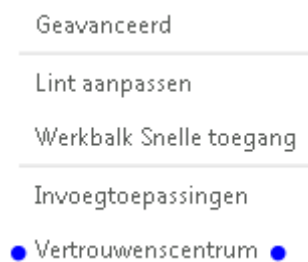 Geavanceerd
Lint aanpassen
Werkbalk Snelle toegang
Invoegtoepassingen
Vertrouwenscentrum